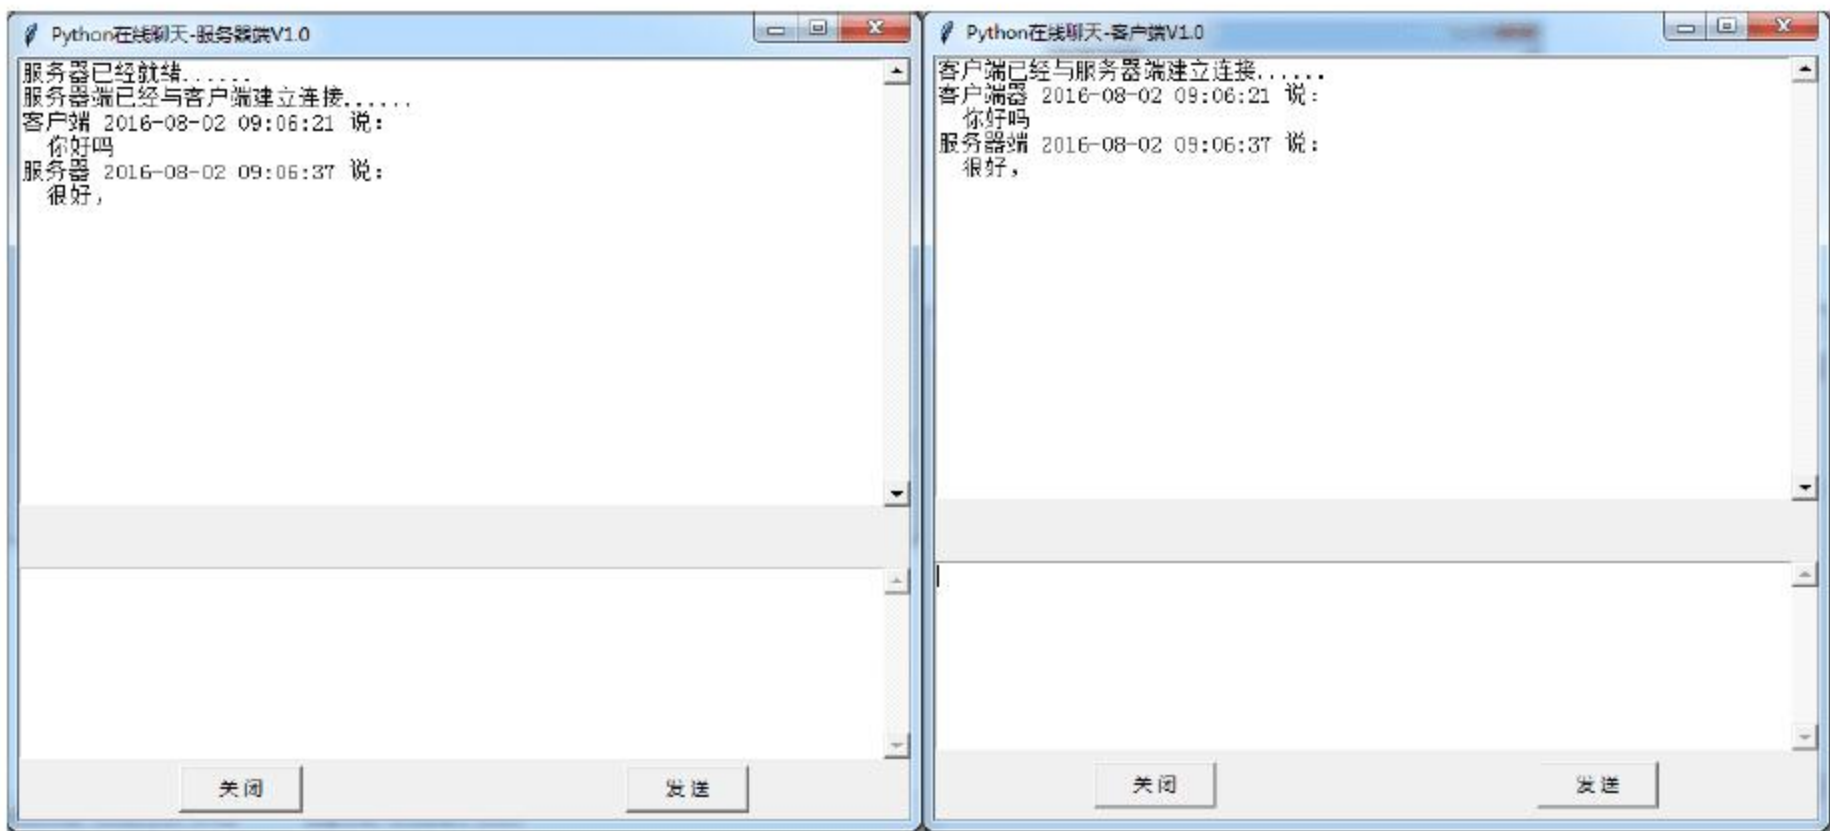 Python在线聊天-服务器端V1.0
服务器已经就绪......
服务器端已经与客户端建立连接......
客户端 2016-08-02 09:06:21 说：
你好吗
服务器 2016-08-02 09:06:37 说：
很好，
关闭
发送
Python在线聊天-客户端V1.0
客户端已经与服务器端建立连接......
客户端器 2016-08-02 09:06:21 说：
你好吗
服务器端 2016-08-02 09:06:37 说：
很好，
关闭
发送